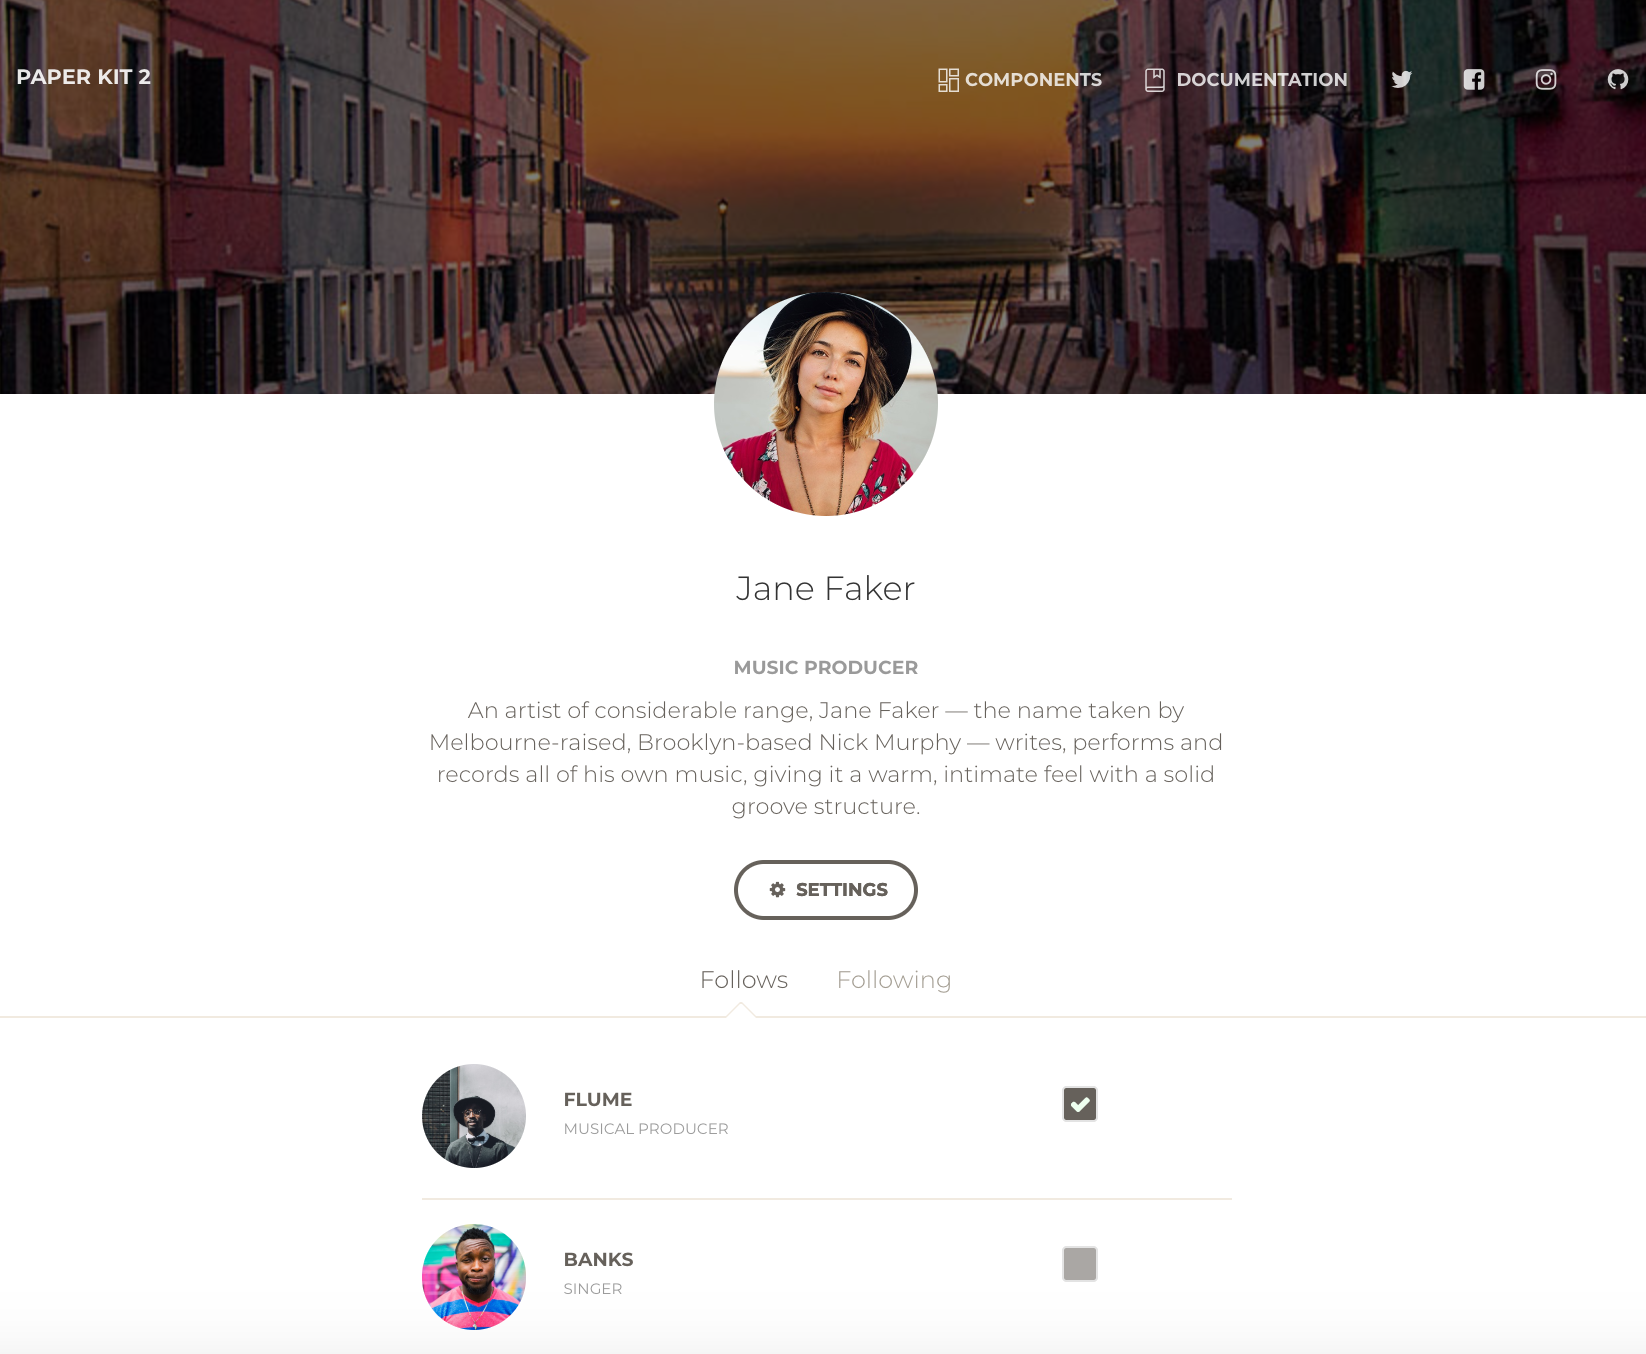 PAPER KIT 2
COMPONENTS
DOCUMENTATION
Jane Faker
MUSIC PRODUCER
An artist of considerable range, Jane Faker — the name taken by
Melbourne-raised, Brooklyn-based Nick Murphy — writes, performs and
records all of his own music, giving it a warm, intimate feel with a solid
groove structure.
SETTINGS
Follows
Following
FLUME
MUSICAL PRODUCER
BANKS
SINGER